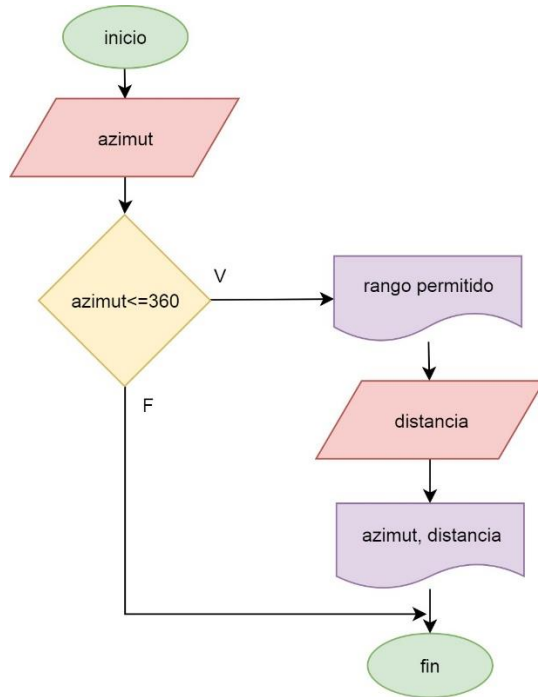 inicio
azimut
azimut<=360
V
rango permitido
F
distancia
azimut, distancia
fin